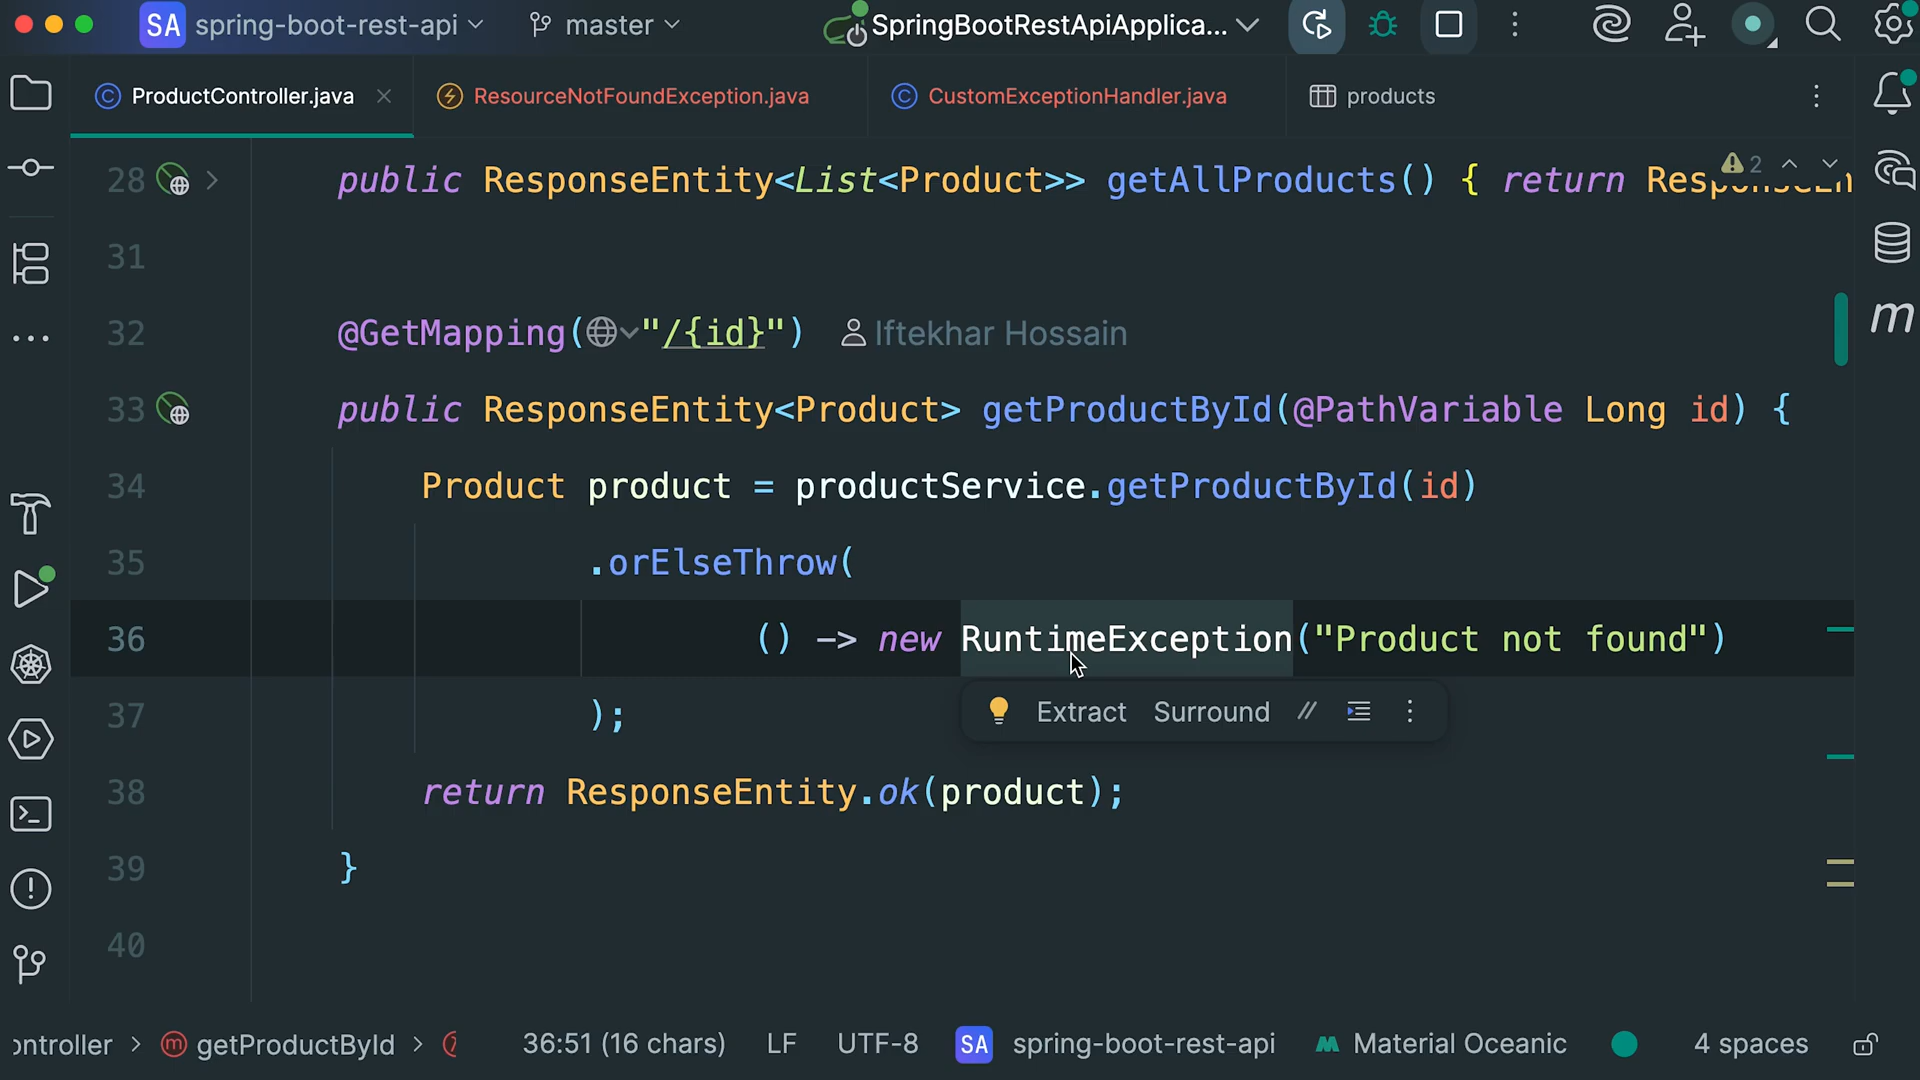 SA spring-boot-rest-api master SpringBootRestApiApplica...
ProductController.java ResourceNotFoundException.java CustomExceptionHandler.java products
28 public ResponseEntity<List<Product>> getAllProducts() { return ResponseEn
2
31
32 @GetMapping("/{id}") Iftekhar Hossain
33 public ResponseEntity<Product> getProductById(@PathVariable Long id) {
34 Product product = productService.getProductById(id)
35 .orElseThrow(
36 () -> new RuntimeException("Product not found")
37 );
Extract Surround //
38 return ResponseEntity.ok(product);
39 }
40
ontroller > getProductById > 36:51 (16 chars) LF UTF-8 SA spring-boot-rest-api Material Oceanic 4 spaces